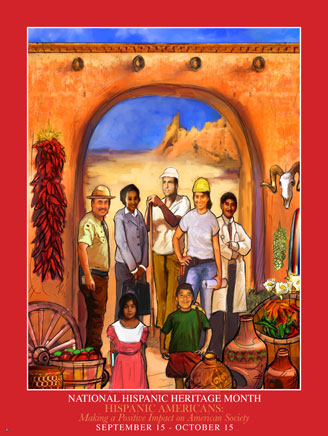 NATIONAL HISPANIC HERITAGE MONTH
HISPANIC AMERICANS:
Making a Positive Impact on American Society
SEPTEMBER 15 - OCTOBER 15